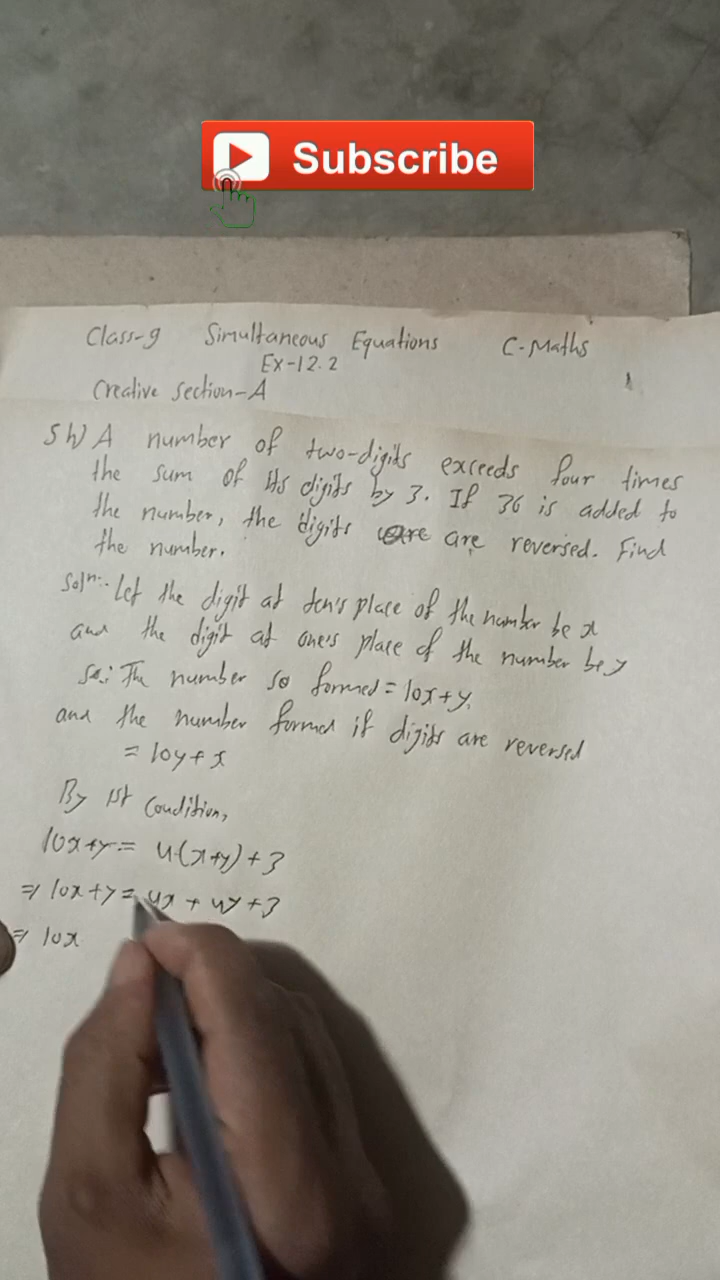 Subscribe
Class-9 Simultaneous Equations C-Maths
Ex-12.2
Creative Section-A
5h) A number of two-digits exceeds four times
the sum of its digits by 3. If 36 is added to
the number, the digits are are reversed. Find
the number.
Soln:- Let the digit at ten's place of the number be x
and the digit at one's place of the number be y
So: The number so formed = 10x+y,
and the number formed if digits are reversed
= 10y+x
By 1st Condition,
10x+y = 4(x+y)+3
⇒ 10x+y = 4x + 4y +3
⇒ 10x